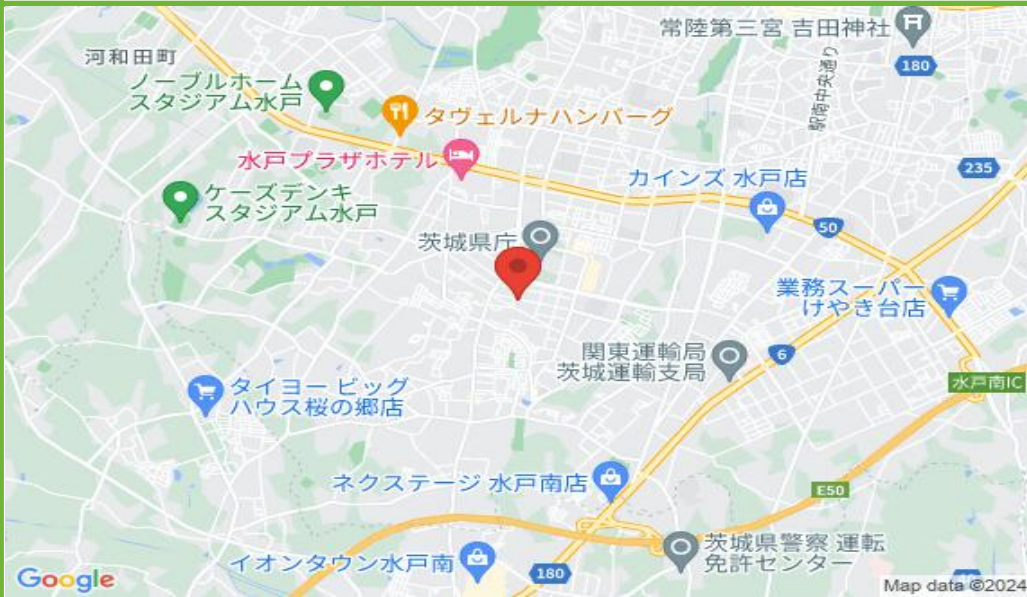 常陸第三宮 吉田神社
河和田町
180
駅南中央通り
ノーブルホーム
スタジアム水戸
タヴェルナハンバーグ
水戸プラザホテル
カインズ 水戸店
235
ケーズデンキ
スタジアム水戸
50
茨城県庁
業務スーパー
けやき台店
関東運輸局
茨城運輸支局
6
水戸南IC
タイヨー ビッグ
ハウス桜の郷店
ネクステージ 水戸南店
E50
茨城県警察 運転
免許センター
イオンタウン水戸南
180
Google
Map data ©2024